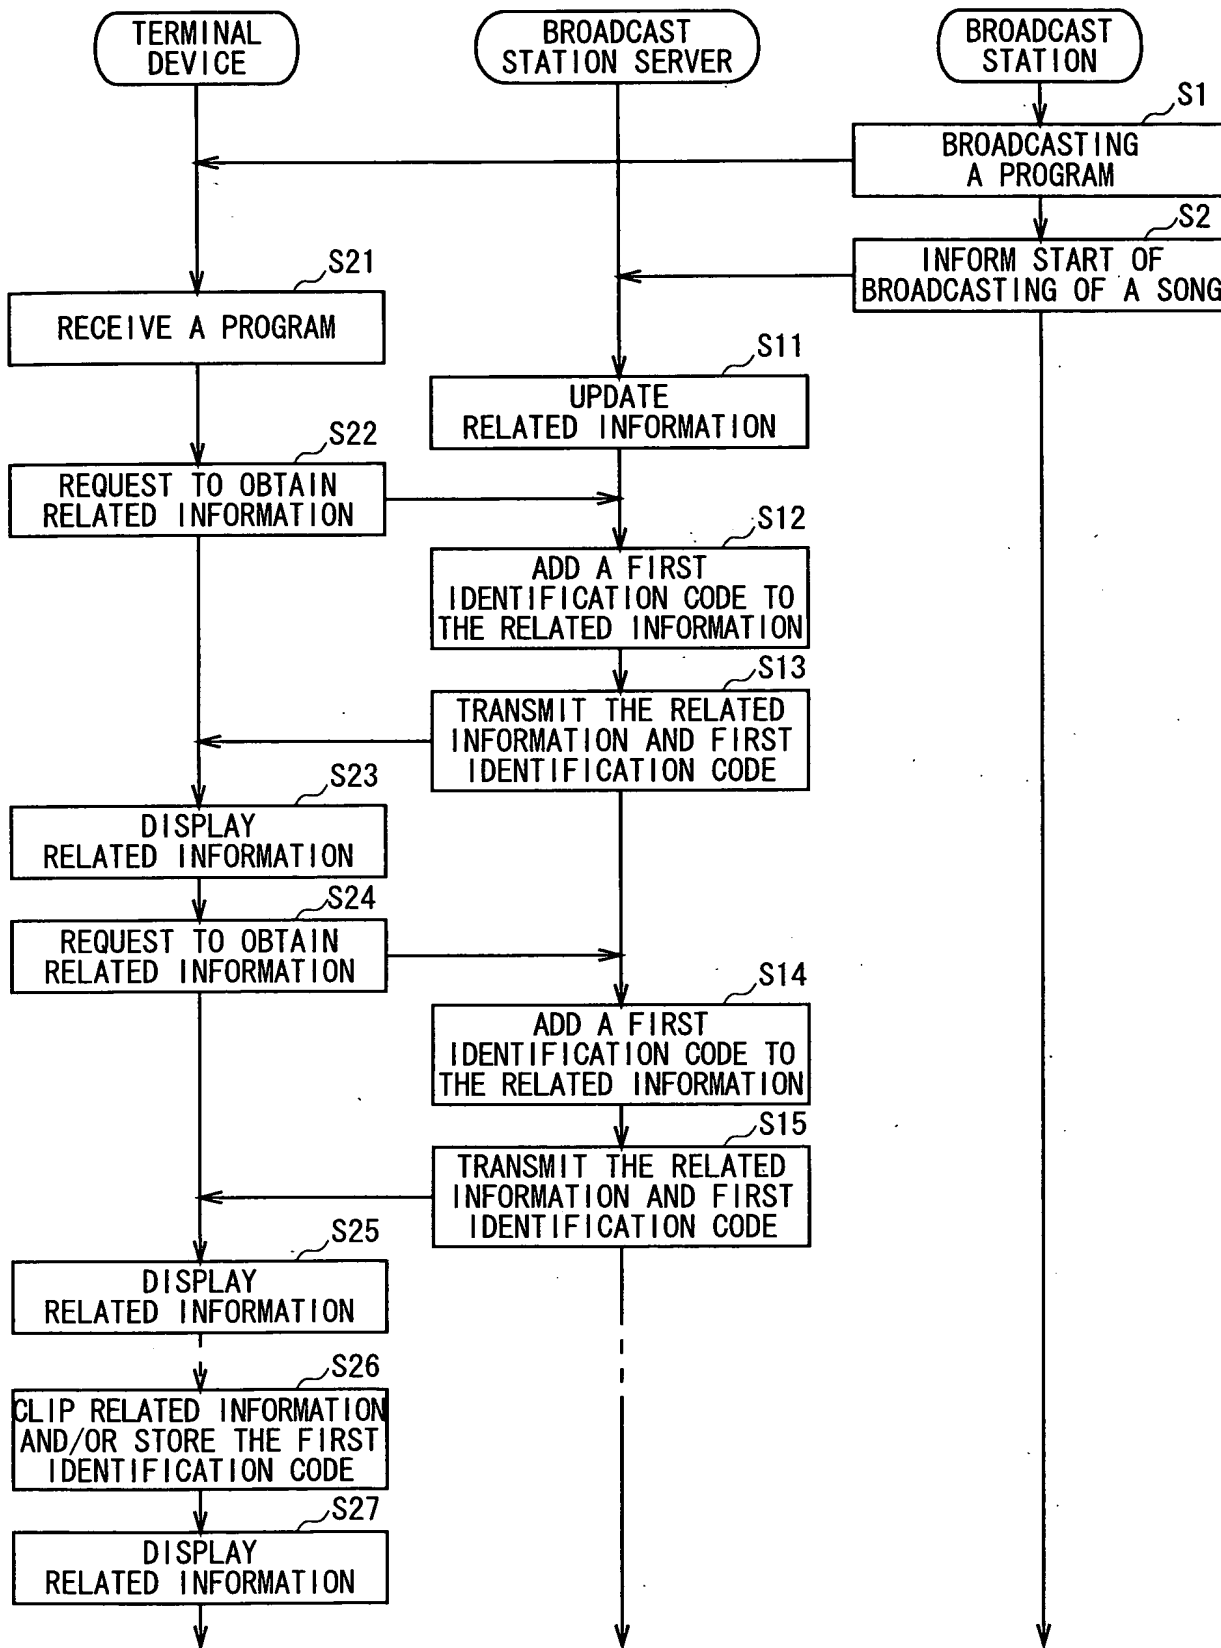 TERMINAL
DEVICE
BROADCAST
STATION SERVER
BROADCAST
STATION
S1
BROADCASTING
A PROGRAM
S2
INFORM START OF
BROADCASTING OF A SONG
S21
RECEIVE A PROGRAM
S11
UPDATE
RELATED INFORMATION
S22
REQUEST TO OBTAIN
RELATED INFORMATION
S12
ADD A FIRST
IDENTIFICATION CODE TO
THE RELATED INFORMATION
S13
TRANSMIT THE RELATED
INFORMATION AND FIRST
IDENTIFICATION CODE
S23
DISPLAY
RELATED INFORMATION
S24
REQUEST TO OBTAIN
RELATED INFORMATION
S14
ADD A FIRST
IDENTIFICATION CODE TO
THE RELATED INFORMATION
S15
TRANSMIT THE RELATED
INFORMATION AND FIRST
IDENTIFICATION CODE
S25
DISPLAY
RELATED INFORMATION
S26
CLIP RELATED INFORMATION
AND/OR STORE THE FIRST
IDENTIFICATION CODE
S27
DISPLAY
RELATED INFORMATION